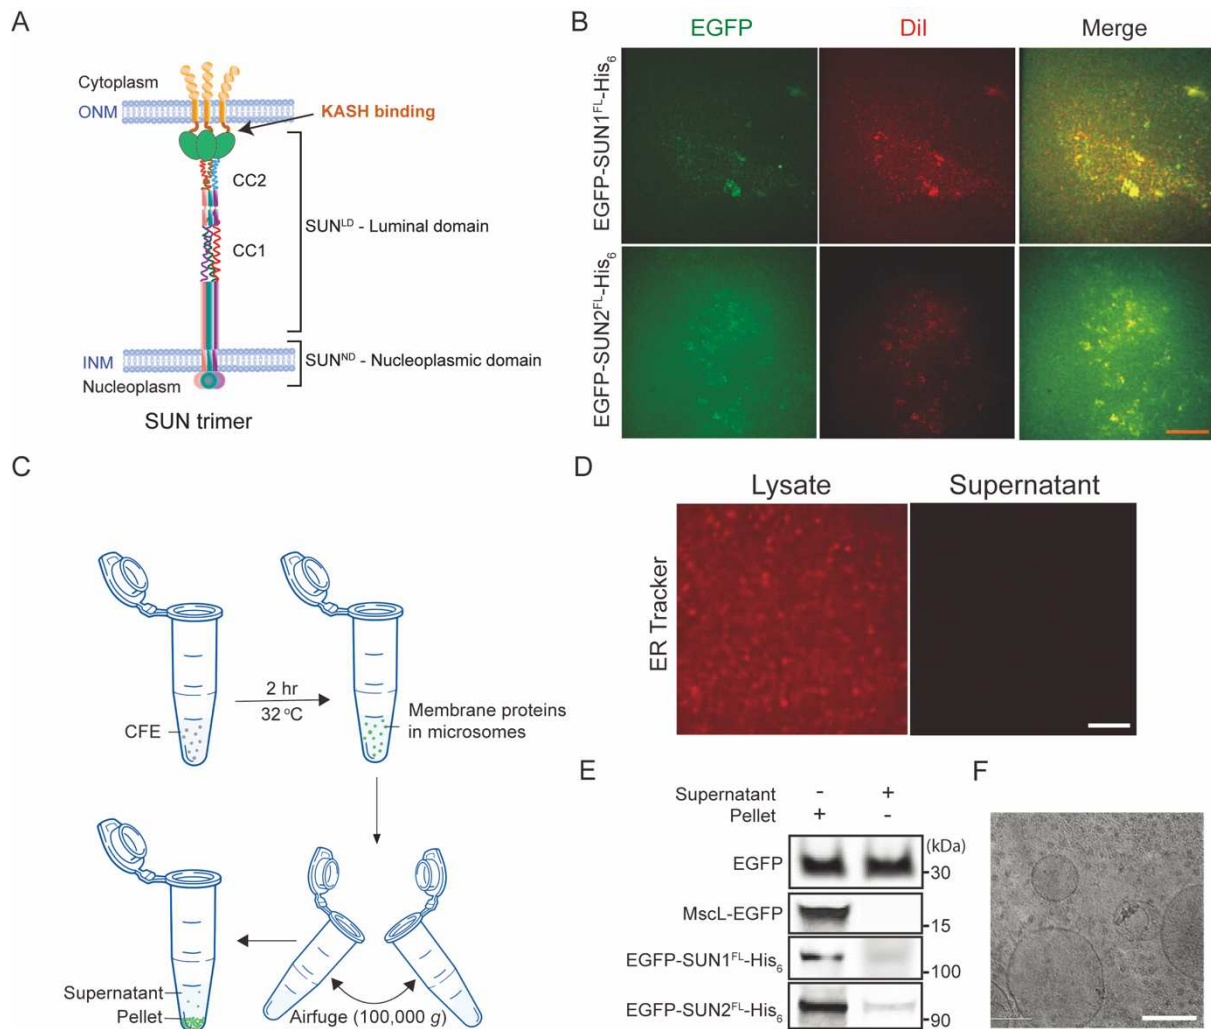 A
Cytoplasm
ONM
KASH binding
CC2
SUNᴸᴰ - Luminal domain
CC1
INM
SUNᴺᴰ - Nucleoplasmic domain
Nucleoplasm
SUN trimer
B
EGFP
DiI
Merge
EGFP-SUN1ᶠᴸ-His₆
EGFP-SUN2ᶠᴸ-His₆
C
2 hr
32 °C
CFE
Membrane proteins
in microsomes
Supernatant
Pellet
Airfuge (100,000 g)
D
Lysate
Supernatant
ER Tracker
E
Supernatant - +
Pellet + -
(kDa)
EGFP
-30
MscL-EGFP
-15
EGFP-SUN1ᶠᴸ-His₆
-100
EGFP-SUN2ᶠᴸ-His₆
-90
F